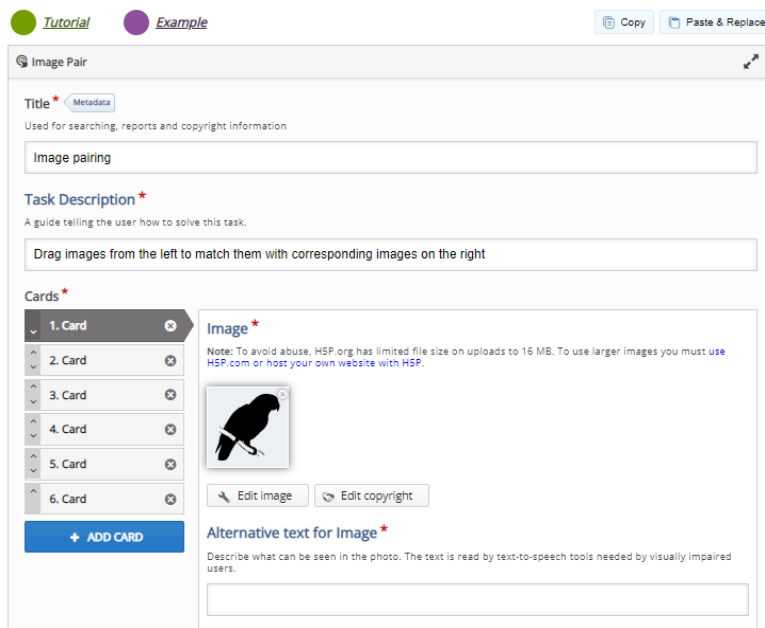 Tutorial Example Copy Paste & Replace
Image Pair
Title * Metadata
Used for searching, reports and copyright information
Image pairing
Task Description *
A guide telling the user how to solve this task.
Drag images from the left to match them with corresponding images on the right
Cards *
1. Card
2. Card
3. Card
4. Card
5. Card
6. Card
+ ADD CARD
Image *
Note: To avoid abuse, H5P.org has limited file size on uploads to 16 MB. To use larger images you must use
H5P.com or host your own website with H5P.
Edit image Edit copyright
Alternative text for Image *
Describe what can be seen in the photo. The text is read by text-to-speech tools needed by visually impaired
users.